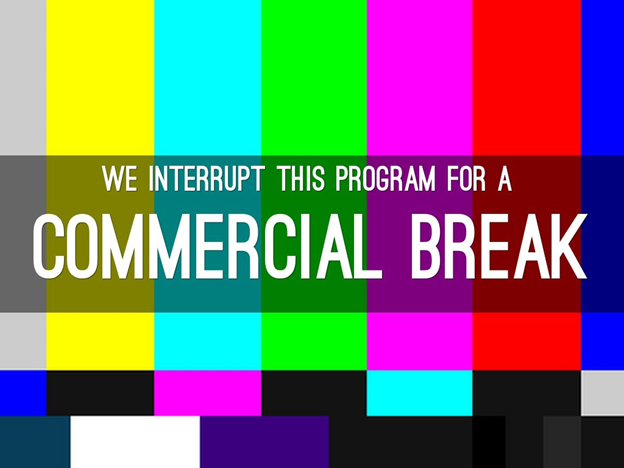 WE INTERRUPT THIS PROGRAM FOR A
COMMERCIAL BREAK